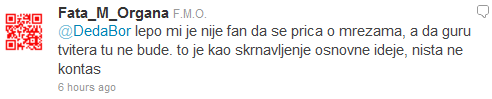 Fata_M_Organa F.M.O.
@DedaBor lepo mi je nije fan da se prica o mrezama, a da guru
tvitera tu ne bude. to je kao skrnavljenje osnovne ideje, nista ne
kontas
6 hours ago